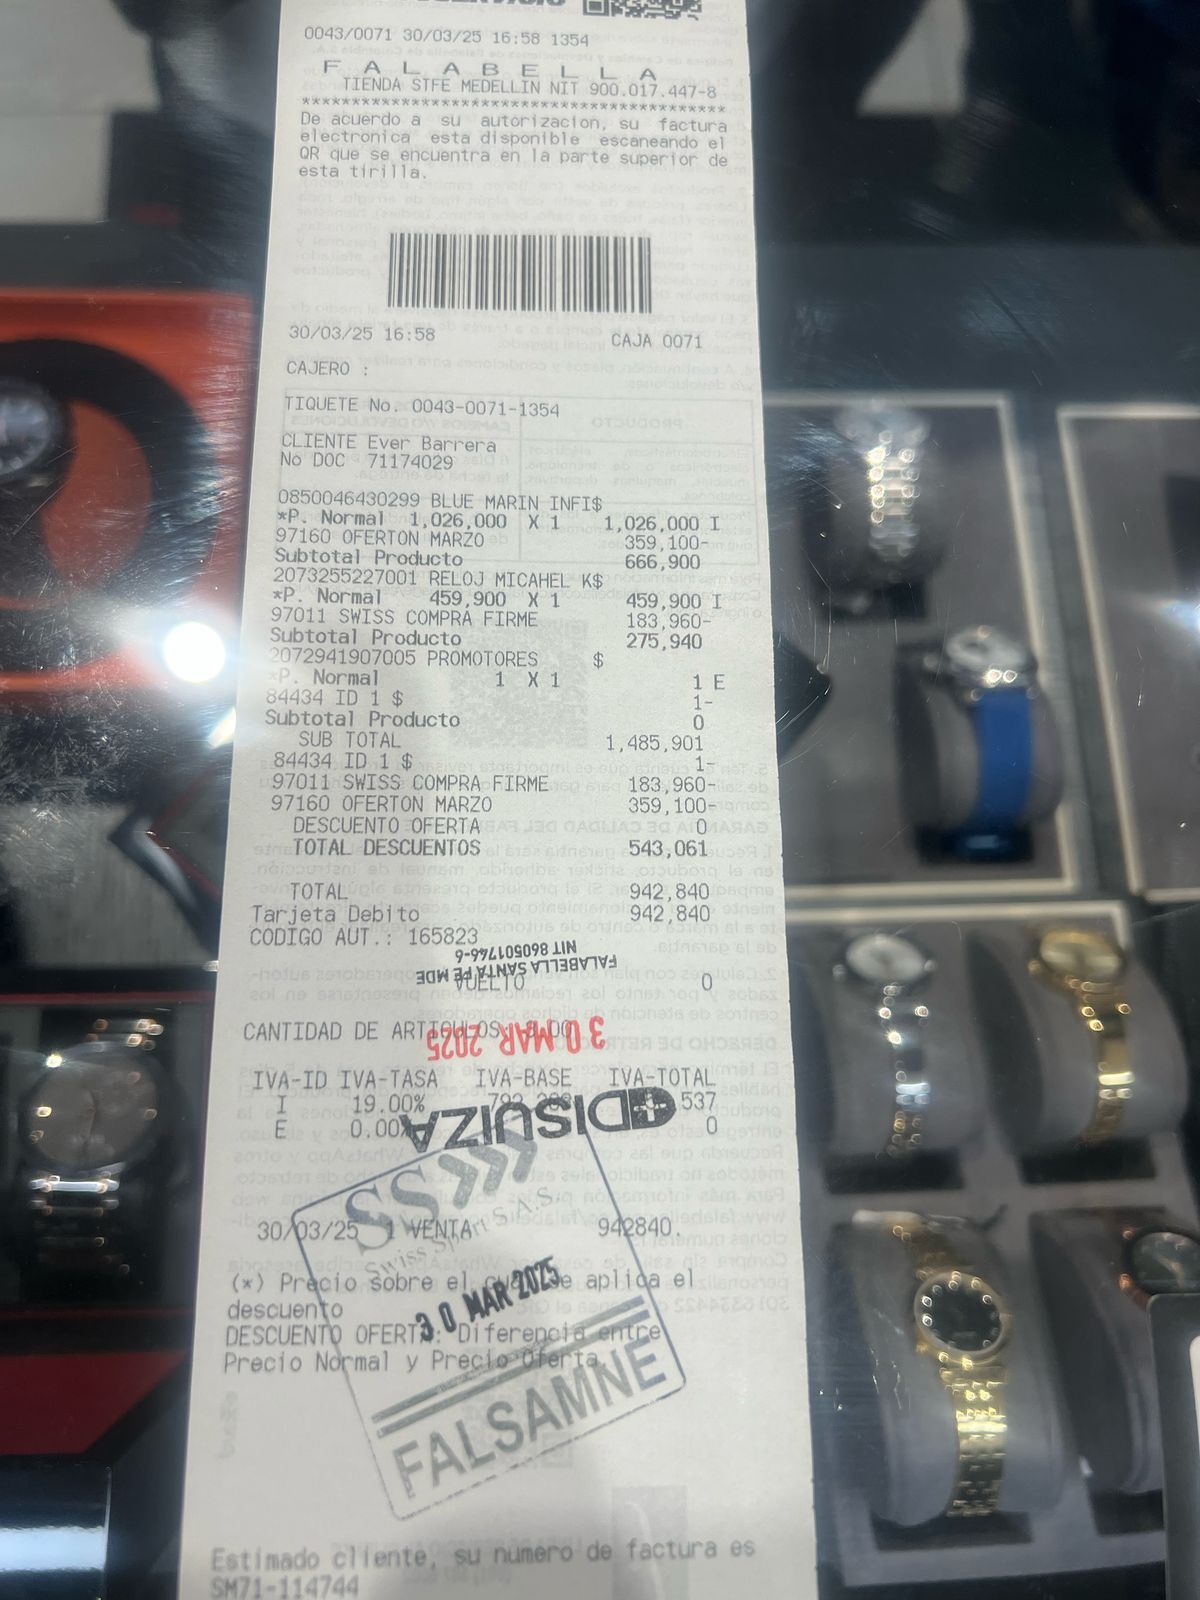 0043/0071 30/03/25 16:58 1354
F A L A B E L L A
TIENDA STFE MEDELLIN NIT 900.017.447-8
******************************************
De acuerdo a su autorizacion, su factura
electronica esta disponible escaneando el
QR que se encuentra en la parte superior de
esta tirilla.
30/03/25 16:58 CAJA 0071
CAJERO :
TIQUETE No. 0043-0071-1354
CLIENTE Ever Barrera
No DOC 71174029
0850046430299 BLUE MARIN INFI$
*P. Normal 1,026,000 X 1 1,026,000 I
97160 OFERTON MARZO 359,100-
Subtotal Producto 666,900
2073255227001 RELOJ MICAHEL K$
*P. Normal 459,900 X 1 459,900 I
97011 SWISS COMPRA FIRME 183,960-
Subtotal Producto 275,940
2072941907005 PROMOTORES $
*P. Normal 1 X 1 1 E
84434 ID 1 $ 1-
Subtotal Producto 0
SUB TOTAL 1,485,901
84434 ID 1 $ 1-
97011 SWISS COMPRA FIRME 183,960-
97160 OFERTON MARZO 359,100-
DESCUENTO OFERTA 0
TOTAL DESCUENTOS 543,061
TOTAL 942,840
Tarjeta Debito 942,840
CODIGO AUT.: 165823
NIT 860501746-6
FALABELLA SANTA FE MDE
VUELTO 0
CANTIDAD DE ARTICULOS
30 MAR 2025
IVA-ID IVA-TASA IVA-BASE IVA-TOTAL
I 19.00% 537
E 0.00% 0
DISUIZA
SSS
Swiss Sport S.A.S.
30/03/25 1 VENTA 942840.
(*) Precio sobre el cual se aplica el
descuento
30 MAR 2025
DESCUENTO OFERTA: Diferencia entre
Precio Normal y Precio Oferta.
FALSAMNE
Estimado cliente, su numero de factura es
SM71-114744